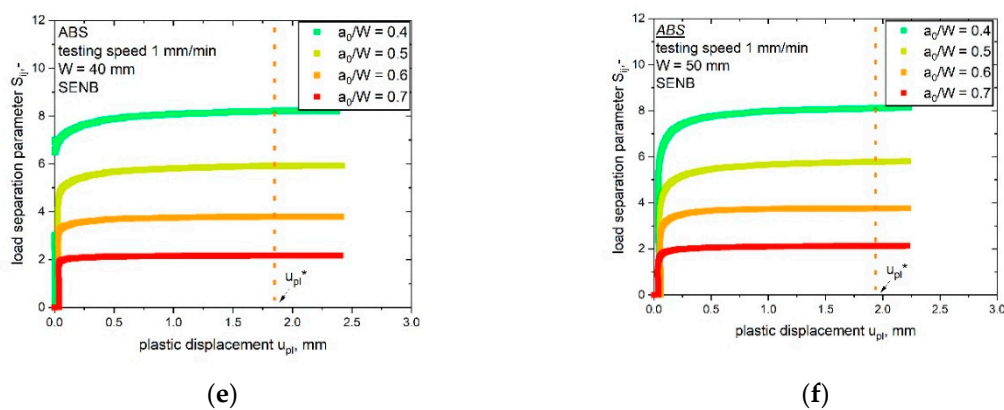 ABS
testing speed 1 mm/min
W = 40 mm
SENB
a₀/W = 0.4
a₀/W = 0.5
a₀/W = 0.6
a₀/W = 0.7
load separation parameter Sᵢⱼ,-
12
10
8
6
4
2
0
uₚₗ*
0.0 0.5 1.0 1.5 2.0 2.5 3.0
plastic displacement uₚₗ, mm
(e)
ABS
testing speed 1 mm/min
W = 50 mm
SENB
a₀/W = 0.4
a₀/W = 0.5
a₀/W = 0.6
a₀/W = 0.7
load separation parameter Sᵢⱼ,-
12
10
8
6
4
2
0
uₚₗ*
0.0 0.5 1.0 1.5 2.0 2.5 3.0
plastic displacement uₚₗ, mm
(f)